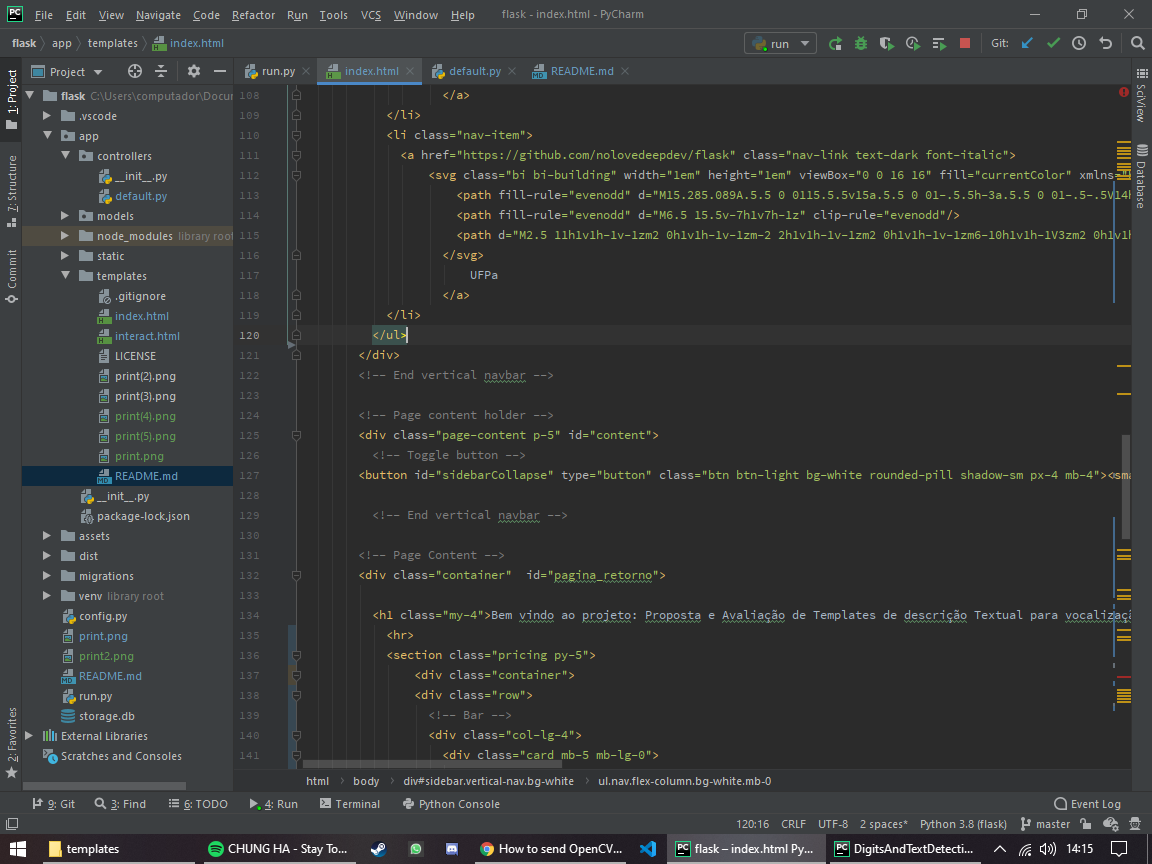 PC File Edit View Navigate Code Refactor Run Tools VCS Window Help flask - index.html - PyCharm
flask app templates index.html run Git:
1: Project
Project
run.py index.html default.py README.md
flask C:\Users\computador\Docum
.vscode
app
controllers
__init__.py
default.py
models
node_modules library root
static
templates
.gitignore
index.html
interact.html
LICENSE
print(2).png
print(3).png
print(4).png
print(5).png
print.png
README.md
__init__.py
package-lock.json
assets
dist
migrations
venv library root
config.py
print.png
print2.png
README.md
run.py
storage.db
External Libraries
Scratches and Consoles
7: Structure
Commit
2: Favorites
108 </a>
109 </li>
110 <li class="nav-item">
111 <a href="https://github.com/nolovedeepdev/flask" class="nav-link text-dark font-italic">
112 <svg class="bi bi-building" width="1em" height="1em" viewBox="0 0 16 16" fill="currentColor" xmlns="
113 <path fill-rule="evenodd" d="M15.285.089A.5.5 0 0115.5.5v15a.5.5 0 01-.5.5h-3a.5.5 0 01-.5-.5V14h
114 <path fill-rule="evenodd" d="M6.5 15.5v-7h1v7h-1z" clip-rule="evenodd"/>
115 <path d="M2.5 11h1v1h-1v-1zm2 0h1v1h-1v-1zm-2 2h1v1h-1v-1zm2 0h1v1h-1v-1zm6-10h1v1h-1V3zm2 0h1v1h
116 </svg>
117 UFPa
118 </a>
119 </li>
120 </ul>
121 </div>
122 <!-- End vertical navbar -->
123
124 <!-- Page content holder -->
125 <div class="page-content p-5" id="content">
126 <!-- Toggle button -->
127 <button id="sidebarCollapse" type="button" class="btn btn-light bg-white rounded-pill shadow-sm px-4 mb-4"><sma
128
129 <!-- End vertical navbar -->
130
131 <!-- Page Content -->
132 <div class="container" id="pagina_retorno">
133
134 <h1 class="my-4">Bem vindo ao projeto: Proposta e Avaliação de Templates de descrição Textual para vocalizaçã
135 <hr>
136 <section class="pricing py-5">
137 <div class="container">
138 <div class="row">
139 <!-- Bar -->
140 <div class="col-lg-4">
141 <div class="card mb-5 mb-lg-0">
SciView
Database
html body div#sidebar.vertical-nav.bg-white ul.nav.flex-column.bg-white.mb-0
9: Git 3: Find 6: TODO 4: Run Terminal Python Console Event Log
120:16 CRLF UTF-8 2 spaces* Python 3.8 (flask) master
templates CHUNG HA - Stay To... How to send OpenCV... PC flask – index.html Py... PC DigitsAndTextDetecti... 14:15